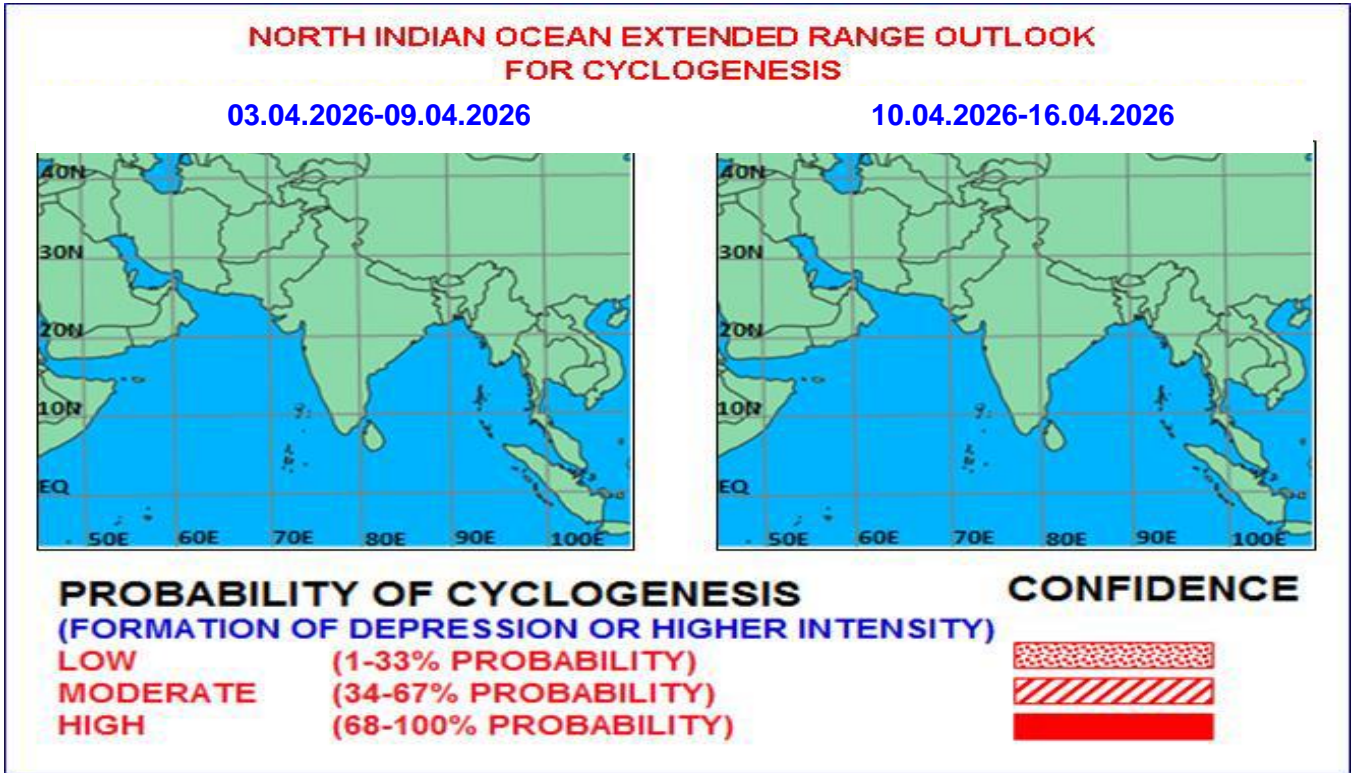 NORTH INDIAN OCEAN EXTENDED RANGE OUTLOOK
FOR CYCLOGENESIS
03.04.2026-09.04.2026
10.04.2026-16.04.2026
40N
30N
20N
10N
EQ
50E 60E 70E 80E 90E 100E
40N
30N
20N
10N
EQ
50E 60E 70E 80E 90E 100E
PROBABILITY OF CYCLOGENESIS
CONFIDENCE
(FORMATION OF DEPRESSION OR HIGHER INTENSITY)
LOW (1-33% PROBABILITY)
MODERATE (34-67% PROBABILITY)
HIGH (68-100% PROBABILITY)